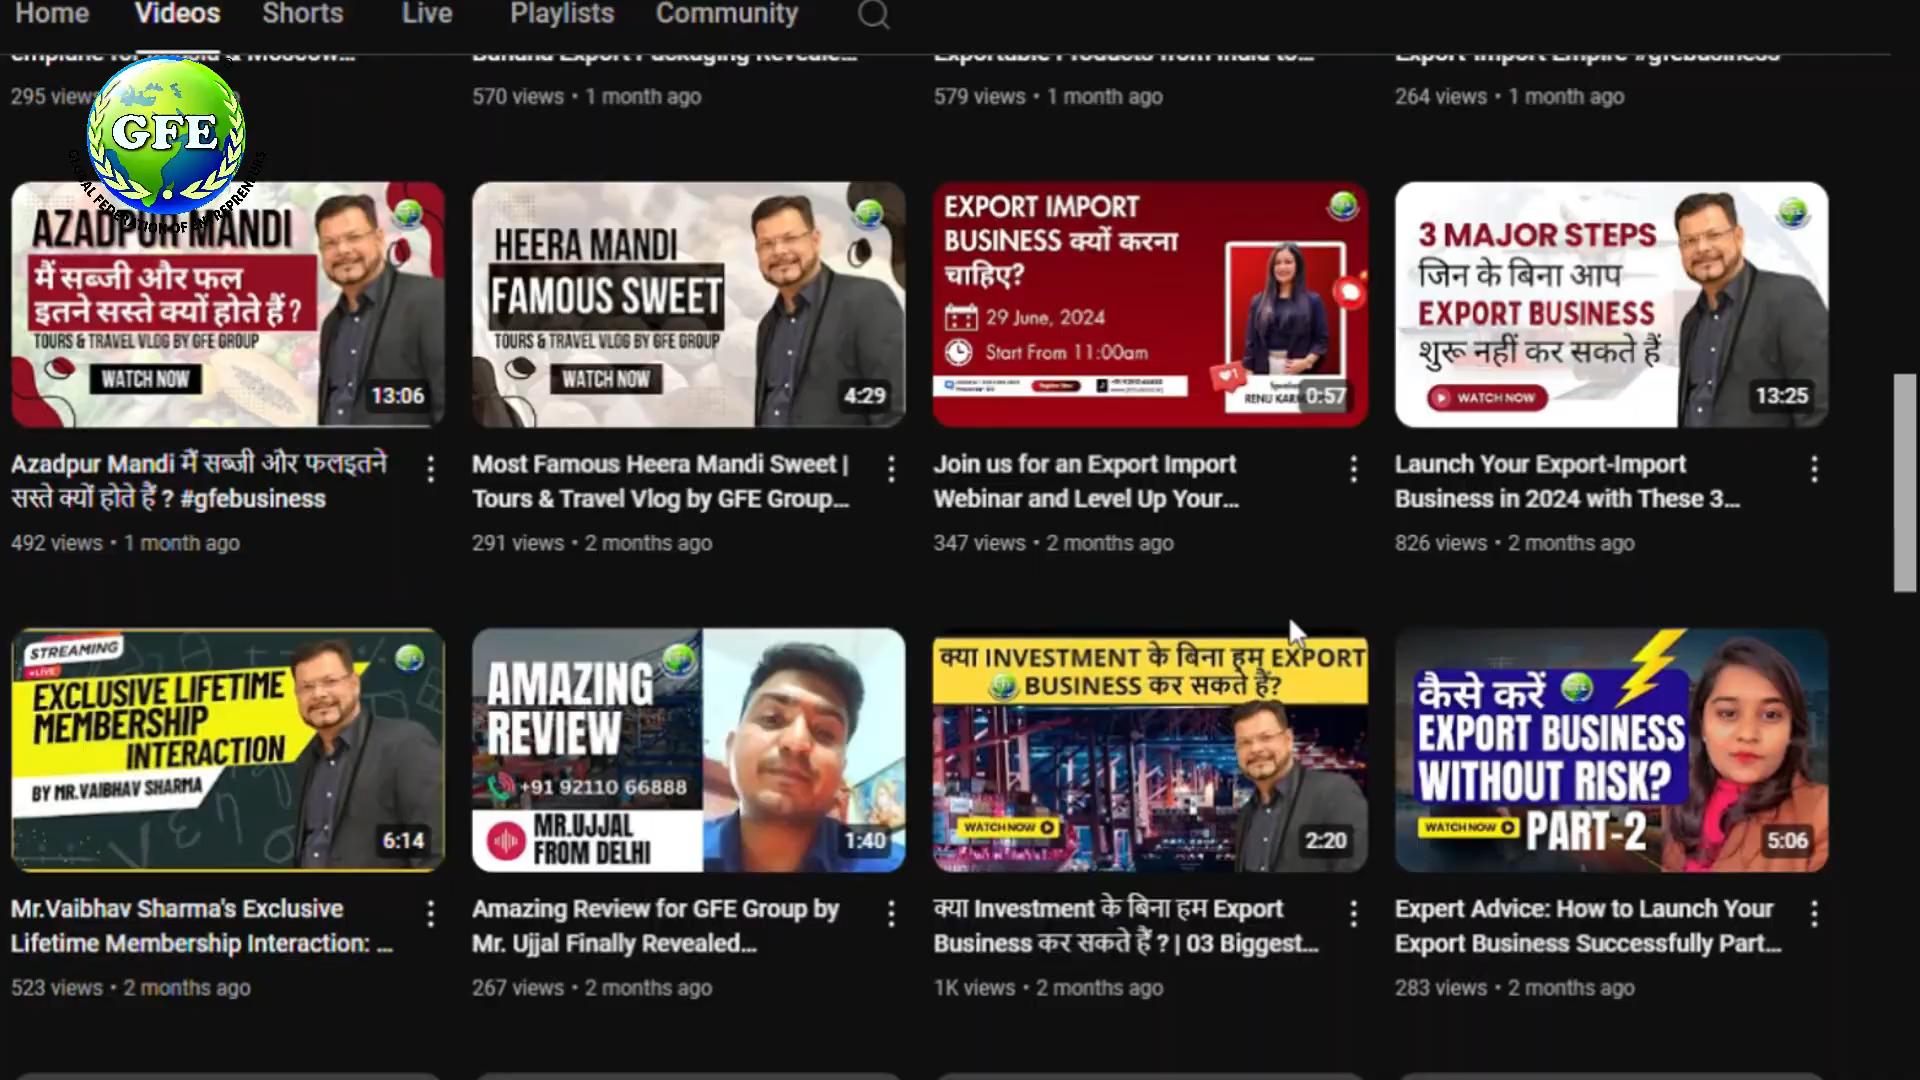 Home Videos Shorts Live Playlists Community
295 views
570 views • 1 month ago
579 views • 1 month ago
264 views • 1 month ago
GFE
GLOBAL FEDERATION OF ENTREPRENEURS
AZADPUR MANDI
मैं सब्जी और फल
इतने सस्ते क्यों होते हैं ?
TOURS & TRAVEL VLOG BY GFE GROUP
WATCH NOW
13:06
HEERA MANDI
FAMOUS SWEET
TOURS & TRAVEL VLOG BY GFE GROUP
WATCH NOW
4:29
EXPORT IMPORT
BUSINESS क्यों करना
चाहिए?
29 June, 2024
Start From 11:00am
0:57
3 MAJOR STEPS
जिन के बिना आप
EXPORT BUSINESS
शुरू नहीं कर सकते हैं
WATCH NOW
13:25
Azadpur Mandi मैं सब्जी और फलइतने
सस्ते क्यों होते हैं ? #gfebusiness
492 views • 1 month ago
Most Famous Heera Mandi Sweet |
Tours & Travel Vlog by GFE Group...
291 views • 2 months ago
Join us for an Export Import
Webinar and Level Up Your...
347 views • 2 months ago
Launch Your Export-Import
Business in 2024 with These 3...
826 views • 2 months ago
STREAMING
LIVE
EXCLUSIVE LIFETIME
MEMBERSHIP
INTERACTION
BY MR.VAIBHAV SHARMA
6:14
AMAZING
REVIEW
+91 92110 66888
MR.UJJAL
FROM DELHI
1:40
क्या INVESTMENT के बिना हम EXPORT
BUSINESS कर सकते हैं?
WATCH NOW
2:20
कैसे करें
EXPORT BUSINESS
WITHOUT RISK?
WATCH NOW
PART-2
5:06
Mr.Vaibhav Sharma's Exclusive
Lifetime Membership Interaction: ...
523 views • 2 months ago
Amazing Review for GFE Group by
Mr. Ujjal Finally Revealed...
267 views • 2 months ago
क्या Investment के बिना हम Export
Business कर सकते हैं ? | 03 Biggest...
1K views • 2 months ago
Expert Advice: How to Launch Your
Export Business Successfully Part...
283 views • 2 months ago